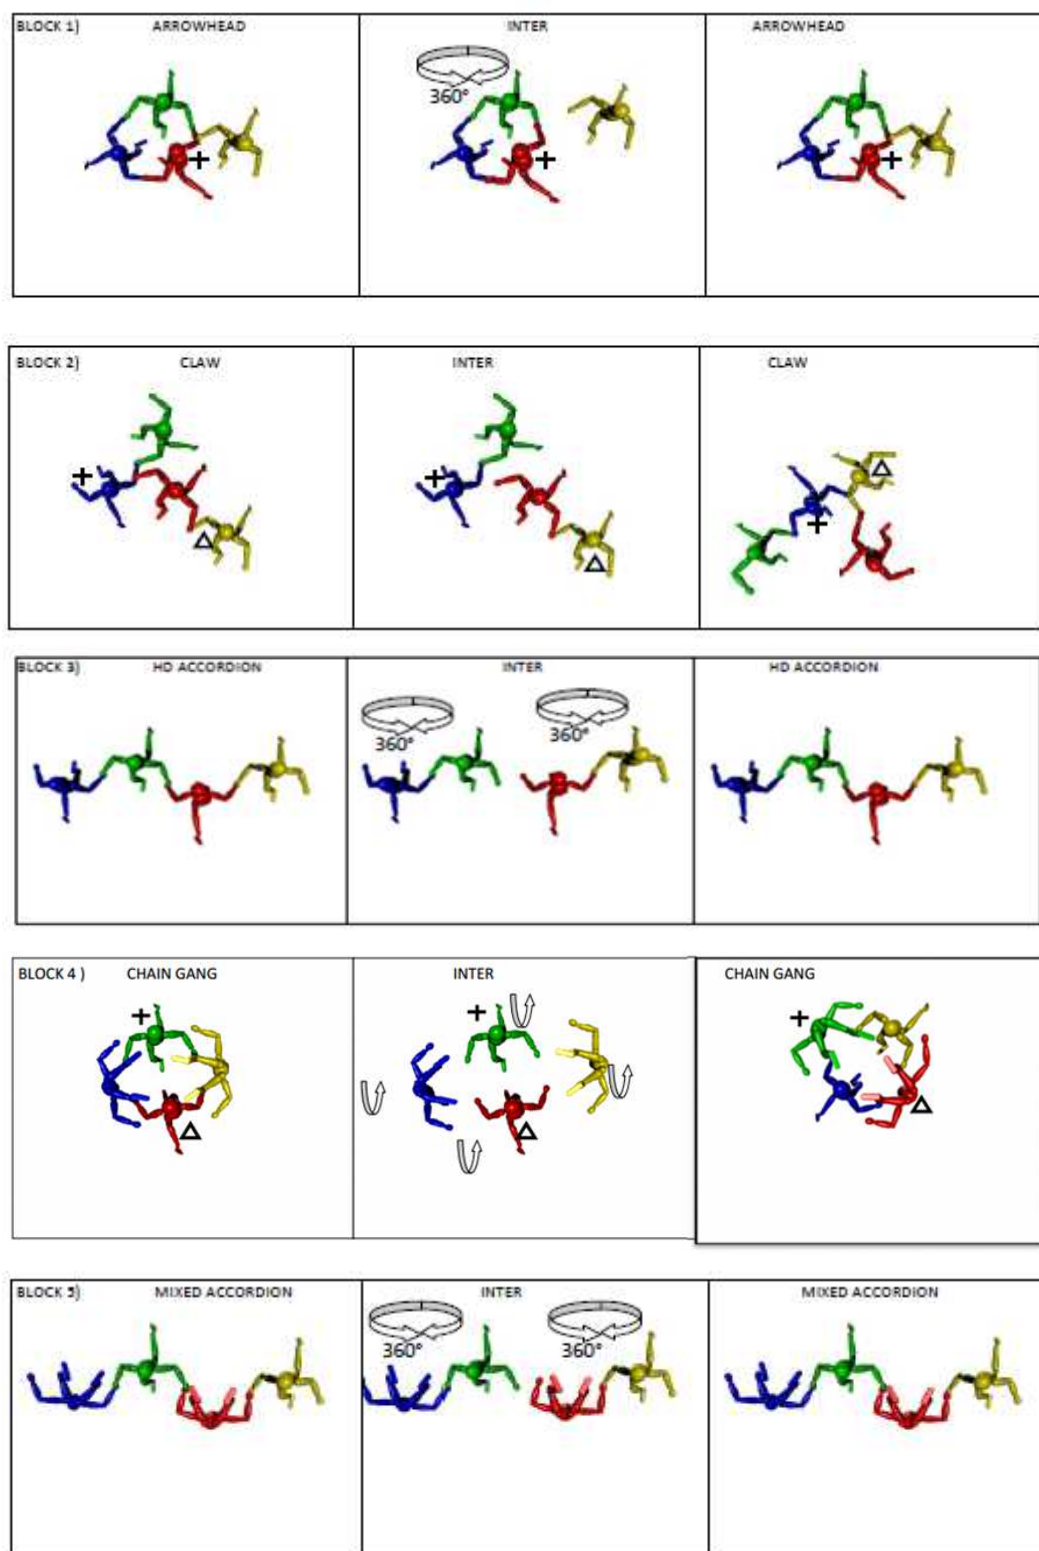 BLOCK 1) ARROWHEAD INTER ARROWHEAD
360°
BLOCK 2) CLAW INTER CLAW
BLOCK 3) HD ACCORDION INTER HD ACCORDION
360° 360°
BLOCK 4 ) CHAIN GANG INTER CHAIN GANG
BLOCK 5) MIXED ACCORDION INTER MIXED ACCORDION
360° 360°